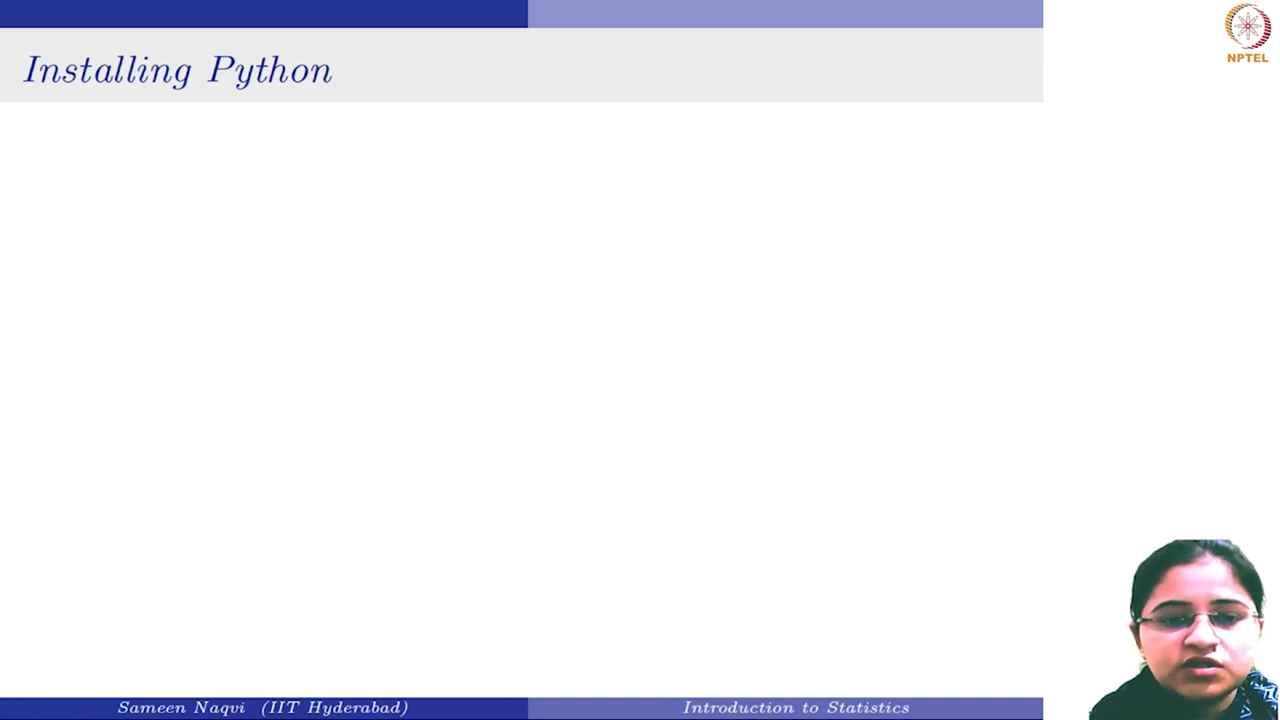 Installing Python
NPTEL
Sameen Naqvi (IIT Hyderabad)
Introduction to Statistics